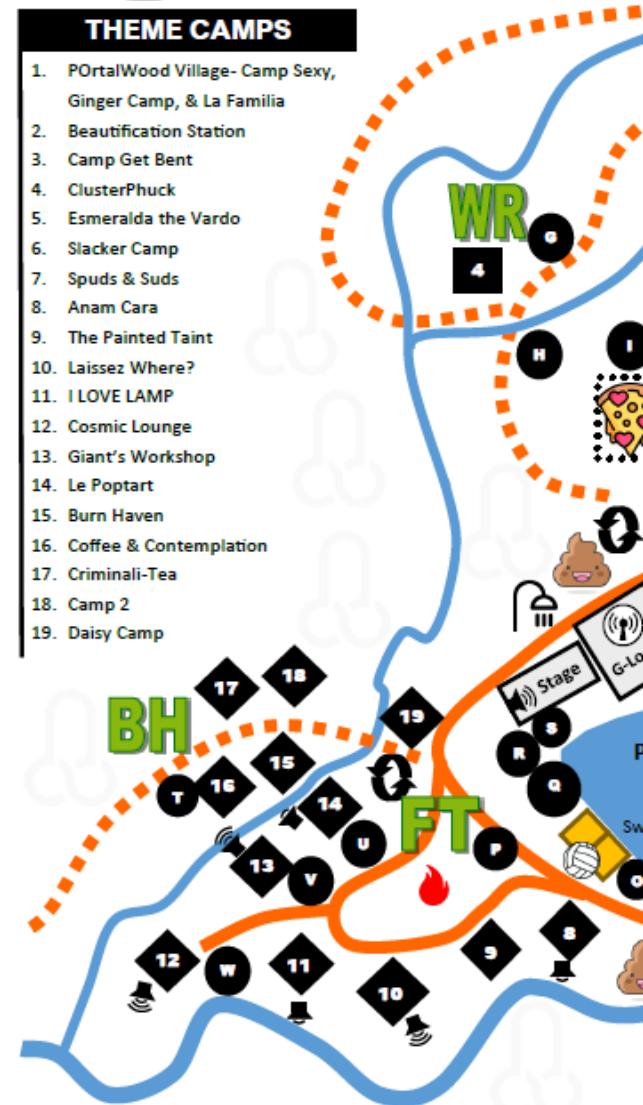 THEME CAMPS
1. POrtalWood Village- Camp Sexy,
Ginger Camp, & La Familia
2. Beautification Station
3. Camp Get Bent
4. ClusterPhuck
5. Esmeralda the Vardo
6. Slacker Camp
7. Spuds & Suds
8. Anam Cara
9. The Painted Taint
10. Laissez Where?
11. I LOVE LAMP
12. Cosmic Lounge
13. Giant's Workshop
14. Le Poptart
15. Burn Haven
16. Coffee & Contemplation
17. Criminali-Tea
18. Camp 2
19. Daisy Camp
WR
G
4
H
I
G-Lo
Stage
18
17
19
BH
S
R
P
15
16
T
Q
14
FT
Sw
U
P
13
V
O
8
9
12
W
11
10